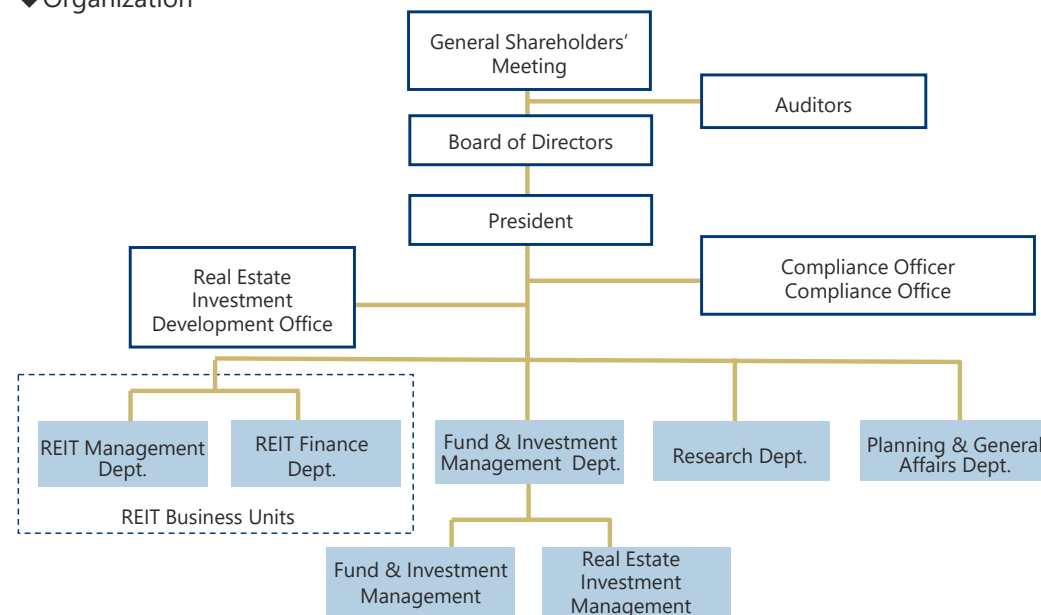 ◆Organization
General Shareholders'
Meeting
Auditors
Board of Directors
President
Real Estate
Investment
Development Office
Compliance Officer
Compliance Office
REIT Management
Dept.
REIT Finance
Dept.
Fund & Investment
Management Dept.
Research Dept.
Planning & General
Affairs Dept.
REIT Business Units
Fund & Investment
Management
Real Estate
Investment
Management